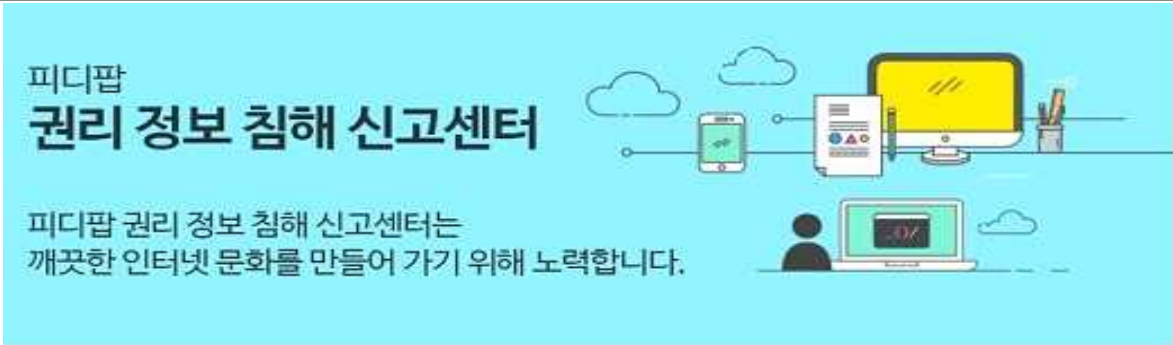 피디팝
권리 정보 침해 신고센터
피디팝 권리 정보 침해 신고센터는
깨끗한 인터넷 문화를 만들어 가기 위해 노력합니다.